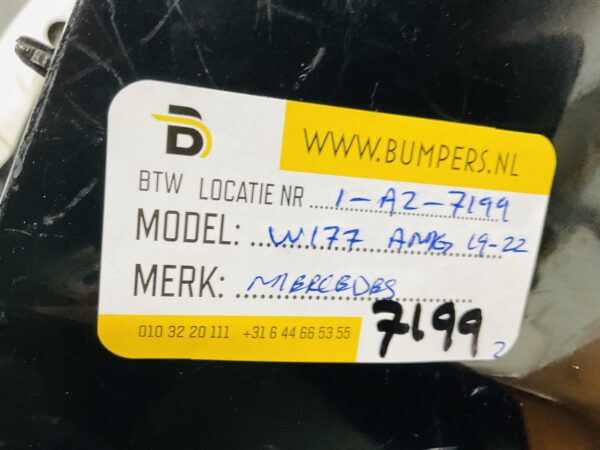 B
WWW.BUMPERS.NL
BTW LOCATIE NR 1-A2-7199
MODEL: W177 AMG 19-22
MERK: MERCEDES
010 32 20 111 +31 6 44 66 53 55
7199 2